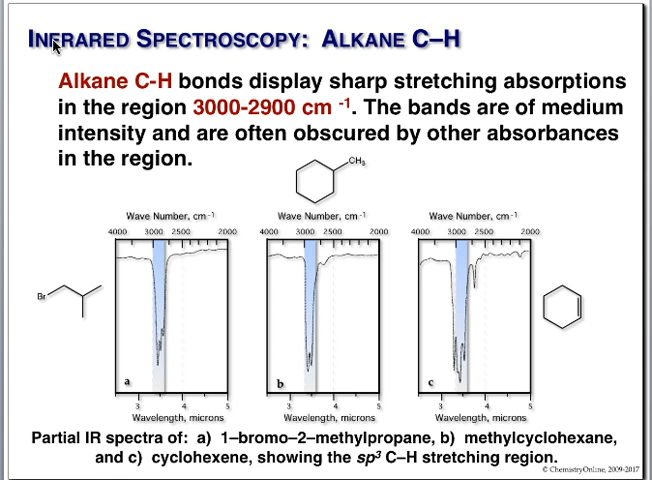 INFRARED SPECTROSCOPY: ALKANE C–H
Alkane C-H bonds display sharp stretching absorptions
in the region 3000-2900 cm -1. The bands are of medium
intensity and are often obscured by other absorbances
in the region.
CH3
Wave Number, cm-1 Wave Number, cm-1 Wave Number, cm-1
4000 3000 2500 2000 4000 3000 2500 2000 4000 3000 2500 2000
Br
a b c
3 4 5 3 4 5 3 4 5
Wavelength, microns Wavelength, microns Wavelength, microns
Partial IR spectra of: a) 1–bromo–2–methylpropane, b) methylcyclohexane,
and c) cyclohexene, showing the sp3 C–H stretching region.
© ChemistryOnline, 2009-2017